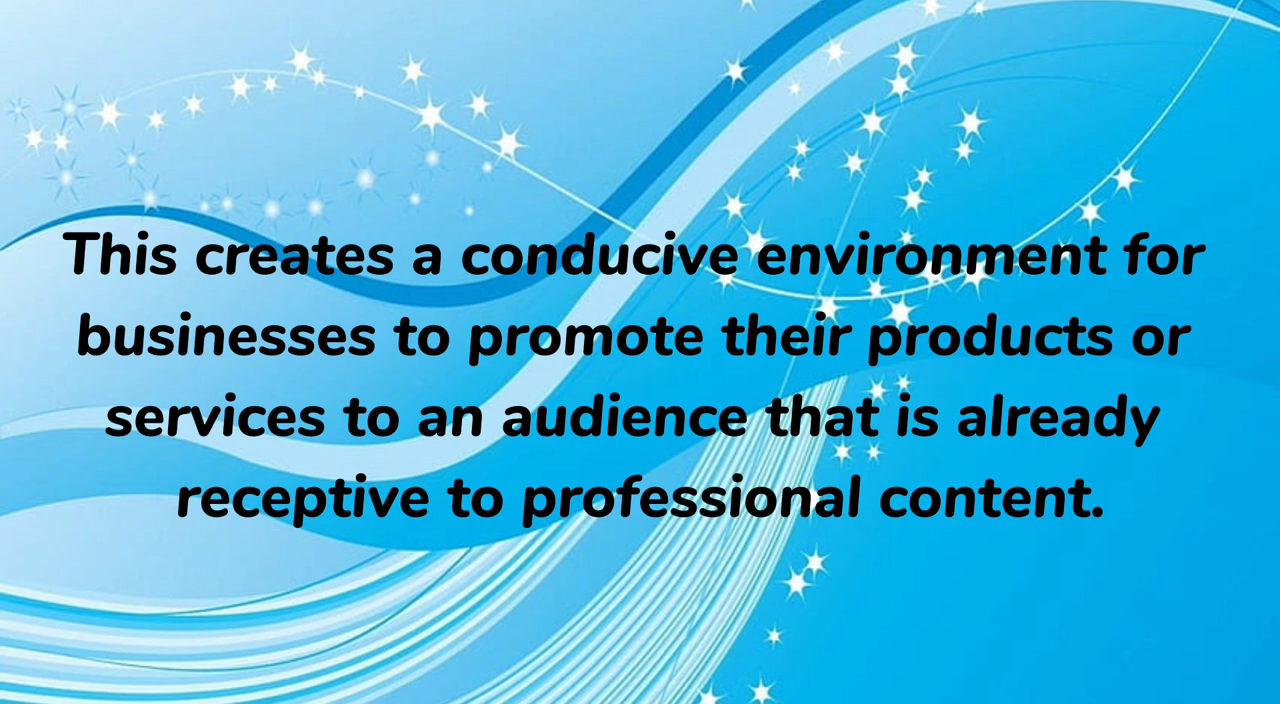 This creates a conducive environment for
businesses to promote their products or
services to an audience that is already
receptive to professional content.